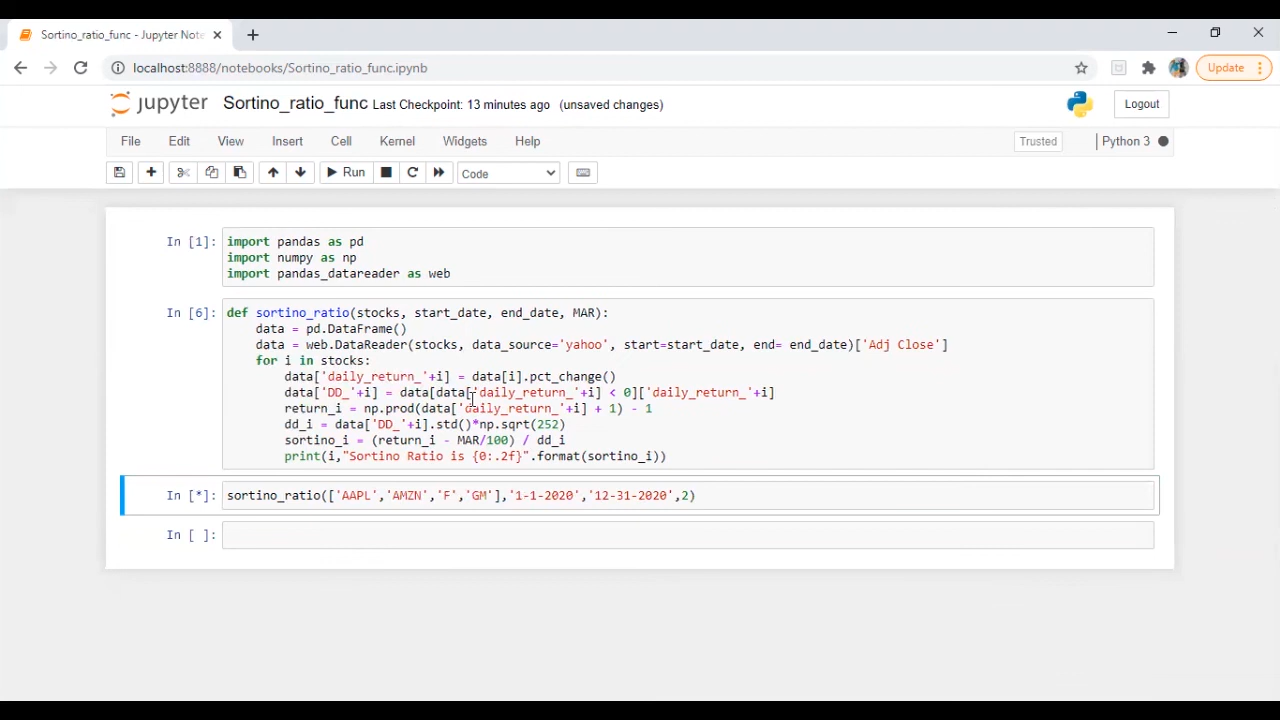 Sortino_ratio_func - Jupyter Note
localhost:8888/notebooks/Sortino_ratio_func.ipynb
Update
jupyter Sortino_ratio_func Last Checkpoint: 13 minutes ago (unsaved changes)
Logout
File Edit View Insert Cell Kernel Widgets Help
Trusted
Python 3
Run
Code
In [1]: import pandas as pd
import numpy as np
import pandas_datareader as web
In [6]: def sortino_ratio(stocks, start_date, end_date, MAR):
    data = pd.DataFrame()
    data = web.DataReader(stocks, data_source='yahoo', start=start_date, end= end_date)['Adj Close']
    for i in stocks:
        data['daily_return_'+i] = data[i].pct_change()
        data['DD_'+i] = data[data['daily_return_'+i] < 0]['daily_return_'+i]
        return_i = np.prod(data['daily_return_'+i] + 1) - 1
        dd_i = data['DD_'+i].std()*np.sqrt(252)
        sortino_i = (return_i - MAR/100) / dd_i
        print(i,"Sortino Ratio is {0:.2f}".format(sortino_i))
In [*]: sortino_ratio(['AAPL','AMZN','F','GM'],'1-1-2020','12-31-2020',2)
In [ ]: